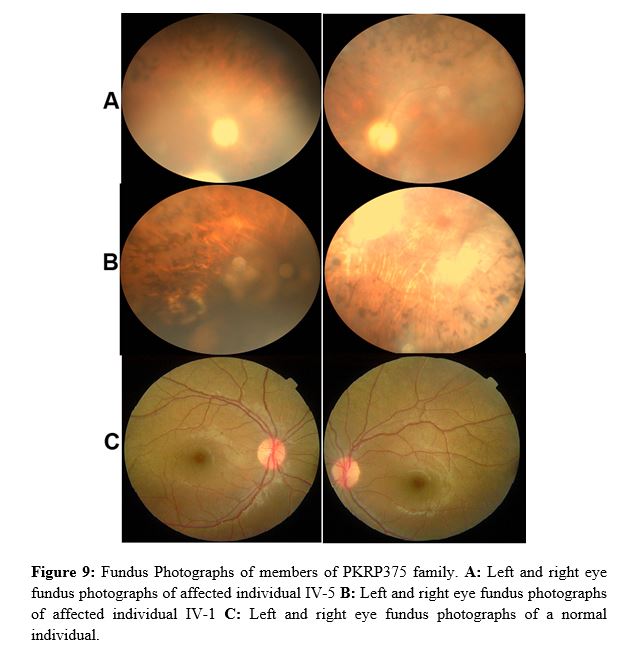 A
B
C
Figure 9: Fundus Photographs of members of PKRP375 family. A: Left and right eye
fundus photographs of affected individual IV-5 B: Left and right eye fundus photographs
of affected individual IV-1 C: Left and right eye fundus photographs of a normal
individual.